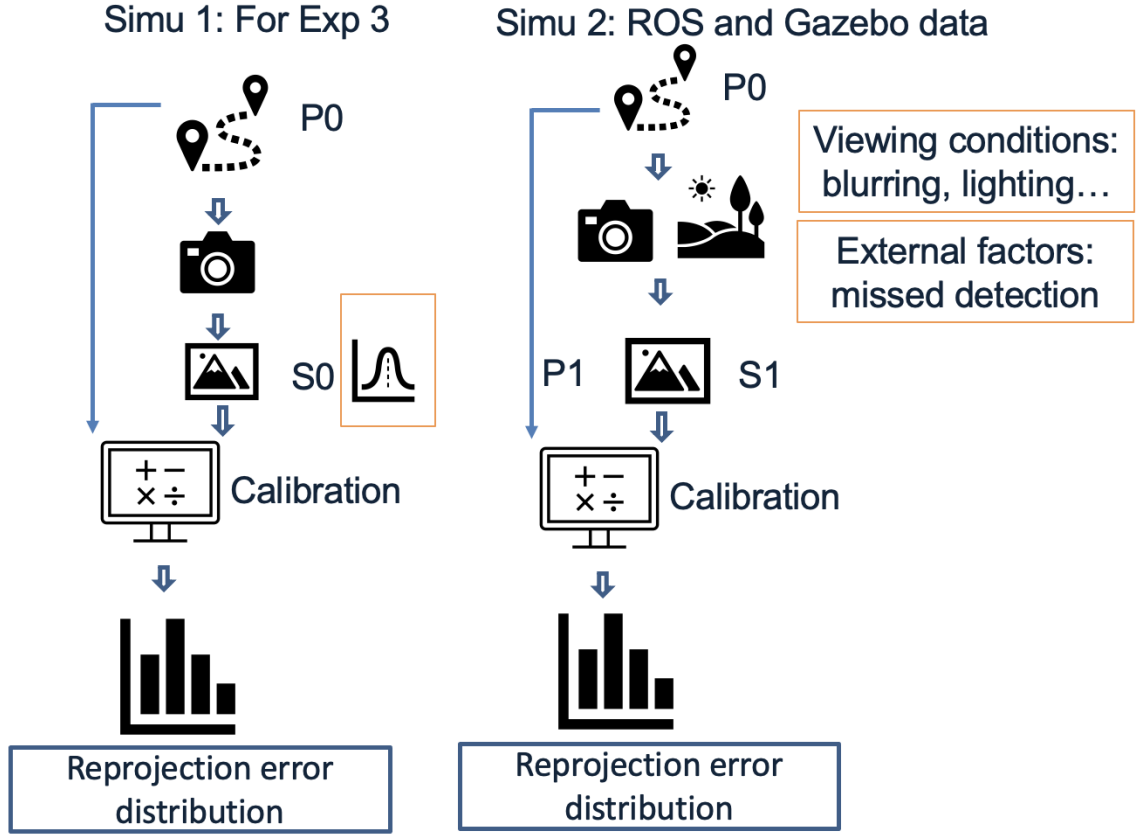 Simu 1: For Exp 3
P0
S0
+ −
× ÷
Calibration
Reprojection error
distribution
Simu 2: ROS and Gazebo data
P0
Viewing conditions:
blurring, lighting...
External factors:
missed detection
P1
S1
+ −
× ÷
Calibration
Reprojection error
distribution